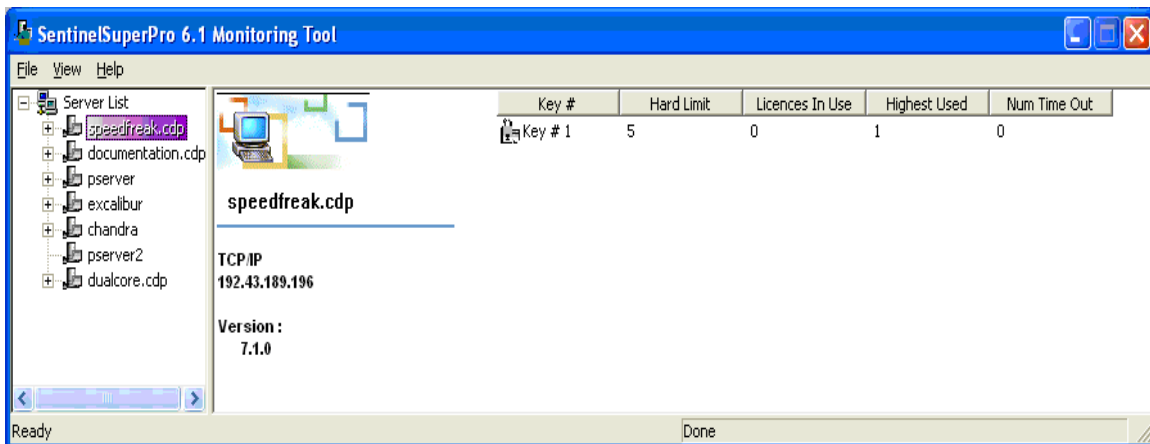 SentinelSuperPro 6.1 Monitoring Tool
File View Help
Server List
speedfreak.cdp
documentation.cdp
pserver
excalibur
chandra
pserver2
dualcore.cdp
speedfreak.cdp
TCP/IP
192.43.189.196
Version :
7.1.0
Key # Hard Limit Licences In Use Highest Used Num Time Out
Key # 1 5 0 1 0
Ready Done